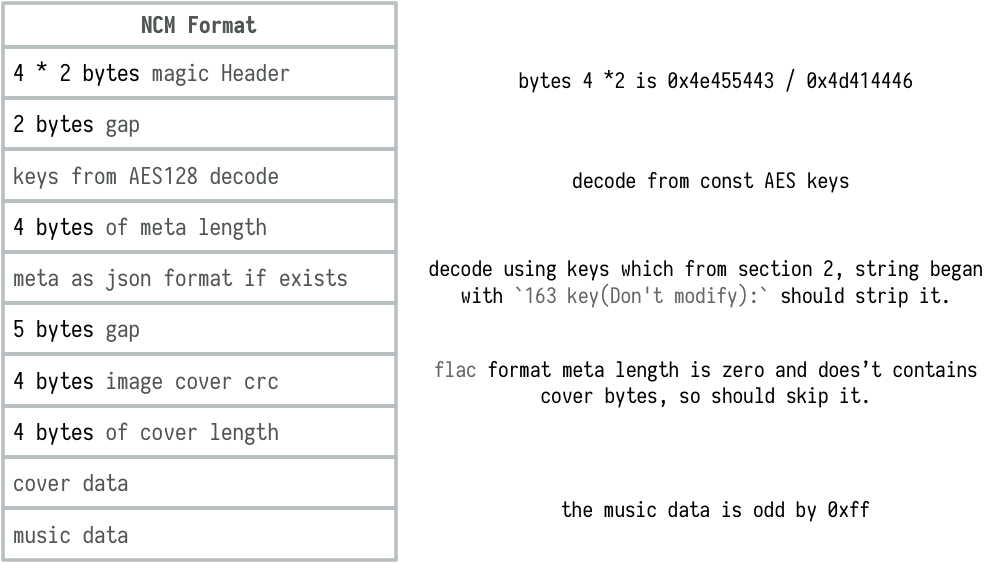 NCM Format
4 * 2 bytes magic Header
bytes 4 *2 is 0x4e455443 / 0x4d414446
2 bytes gap
keys from AES128 decode
decode from const AES keys
4 bytes of meta length
meta as json format if exists
decode using keys which from section 2, string began
with `163 key(Don't modify):` should strip it.
5 bytes gap
4 bytes image cover crc
flac format meta length is zero and does’t contains
cover bytes, so should skip it.
4 bytes of cover length
cover data
music data
the music data is odd by 0xff